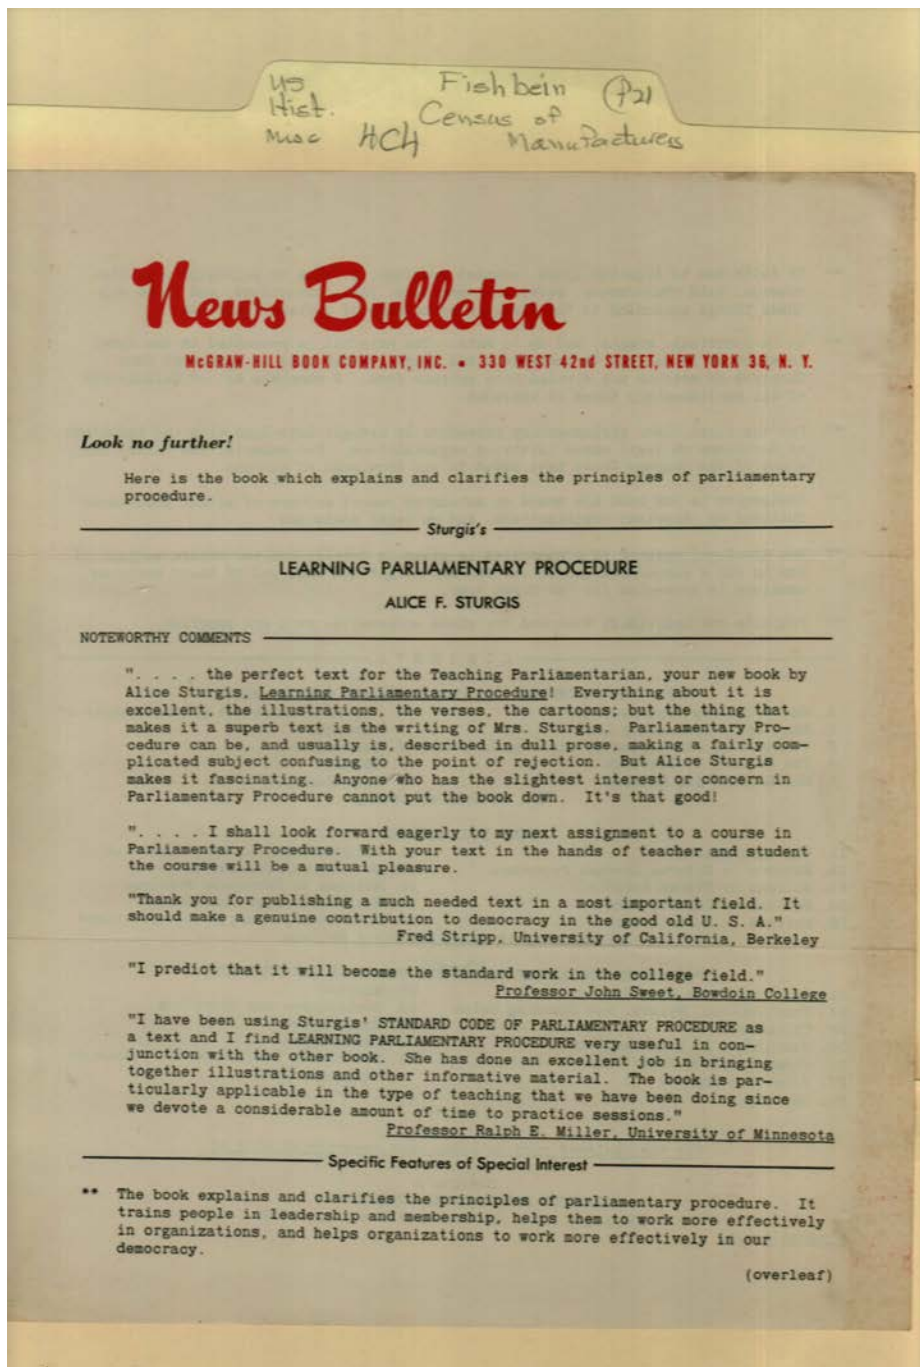 US Fishbein P21
Hist. Census of
Misc HCH Manufacturers
News Bulletin
McGRAW-HILL BOOK COMPANY, INC. • 330 WEST 42nd STREET, NEW YORK 36, N. Y.
Look no further!
Here is the book which explains and clarifies the principles of parliamentary
procedure.
Sturgis's
LEARNING PARLIAMENTARY PROCEDURE
ALICE F. STURGIS
NOTEWORTHY COMMENTS
". . . . the perfect text for the Teaching Parliamentarian, your new book by
Alice Sturgis, Learning Parliamentary Procedure! Everything about it is
excellent, the illustrations, the verses, the cartoons; but the thing that
makes it a superb text is the writing of Mrs. Sturgis. Parliamentary Pro-
cedure can be, and usually is, described in dull prose, making a fairly com-
plicated subject confusing to the point of rejection. But Alice Sturgis
makes it fascinating. Anyone who has the slightest interest or concern in
Parliamentary Procedure cannot put the book down. It's that good!
". . . . I shall look forward eagerly to my next assignment to a course in
Parliamentary Procedure. With your text in the hands of teacher and student
the course will be a mutual pleasure.
"Thank you for publishing a much needed text in a most important field. It
should make a genuine contribution to democracy in the good old U. S. A."
Fred Stripp, University of California, Berkeley
"I prediot that it will become the standard work in the college field."
Professor John Sweet, Bowdoin College
"I have been using Sturgis' STANDARD CODE OF PARLIAMENTARY PROCEDURE as
a text and I find LEARNING PARLIAMENTARY PROCEDURE very useful in con-
junction with the other book. She has done an excellent job in bringing
together illustrations and other informative material. The book is par-
ticularly applicable in the type of teaching that we have been doing since
we devote a considerable amount of time to practice sessions."
Professor Ralph E. Miller, University of Minnesota
Specific Features of Special Interest
** The book explains and clarifies the principles of parliamentary procedure. It
trains people in leadership and membership, helps them to work more effectively
in organizations, and helps organizations to work more effectively in our
democracy.
(overleaf)